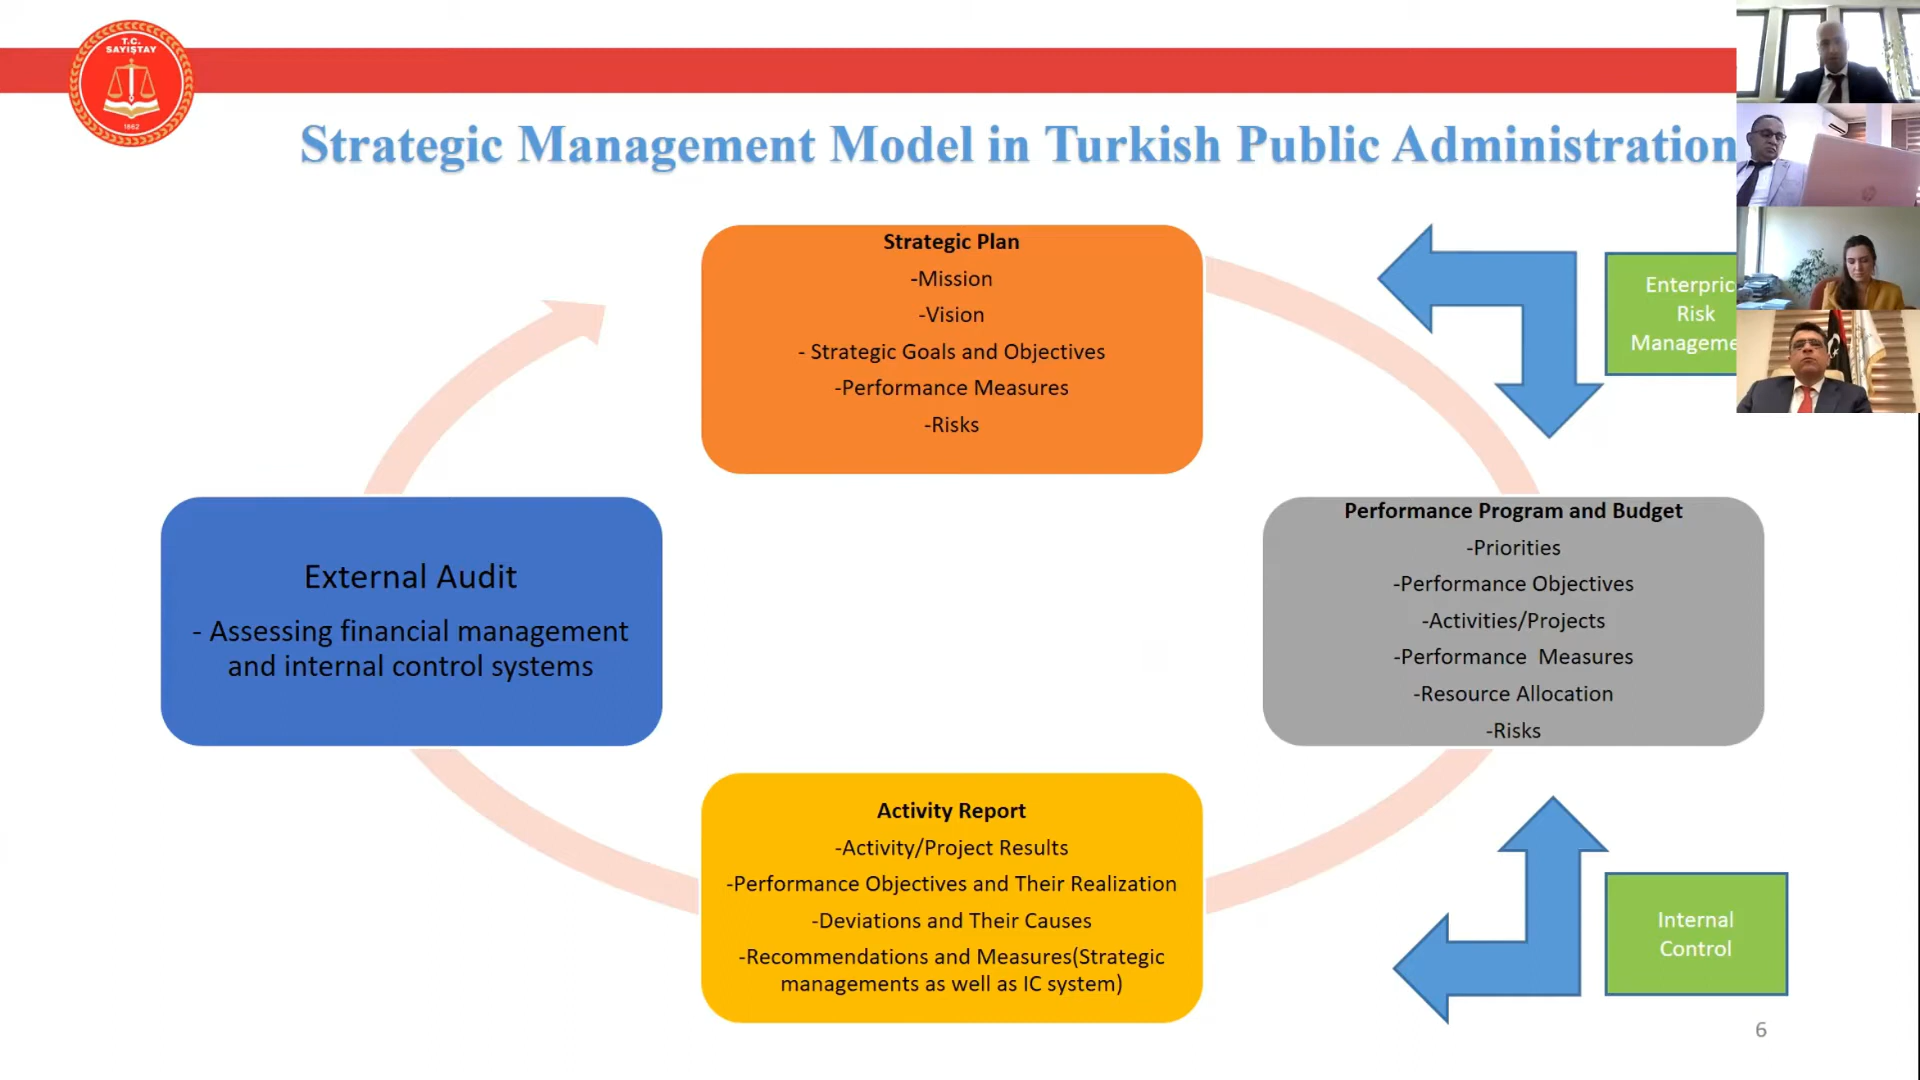 T.C.
SAYIŞTAY
1862
Strategic Management Model in Turkish Public Administration
Strategic Plan
-Mission
-Vision
- Strategic Goals and Objectives
-Performance Measures
-Risks
Enterpric
Risk
Manageme
External Audit
- Assessing financial management
and internal control systems
Performance Program and Budget
-Priorities
-Performance Objectives
-Activities/Projects
-Performance  Measures
-Resource Allocation
-Risks
Activity Report
-Activity/Project Results
-Performance Objectives and Their Realization
-Deviations and Their Causes
-Recommendations and Measures(Strategic
managements as well as IC system)
Internal
Control
6